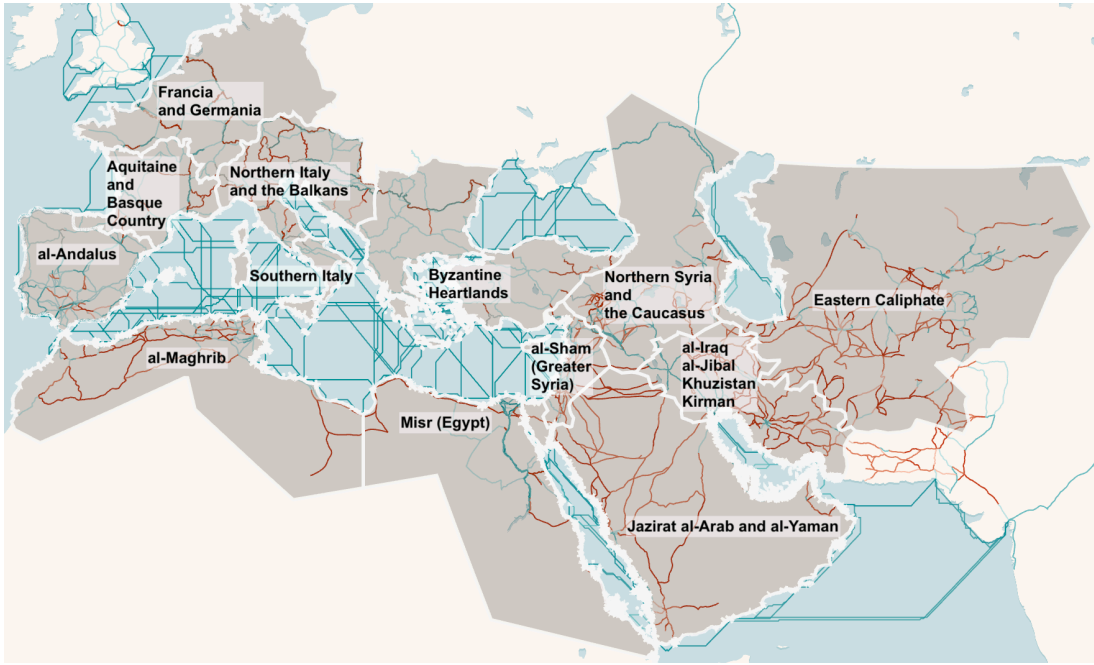 Francia
and Germania
Aquitaine
and
Basque
Country
Northern Italy
and the Balkans
al-Andalus
Southern Italy
Byzantine
Heartlands
Northern Syria
and
the Caucasus
Eastern Caliphate
al-Maghrib
al-Sham
(Greater
Syria)
al-Iraq
al-Jibal
Khuzistan
Kirman
Misr (Egypt)
Jazirat al-Arab and al-Yaman